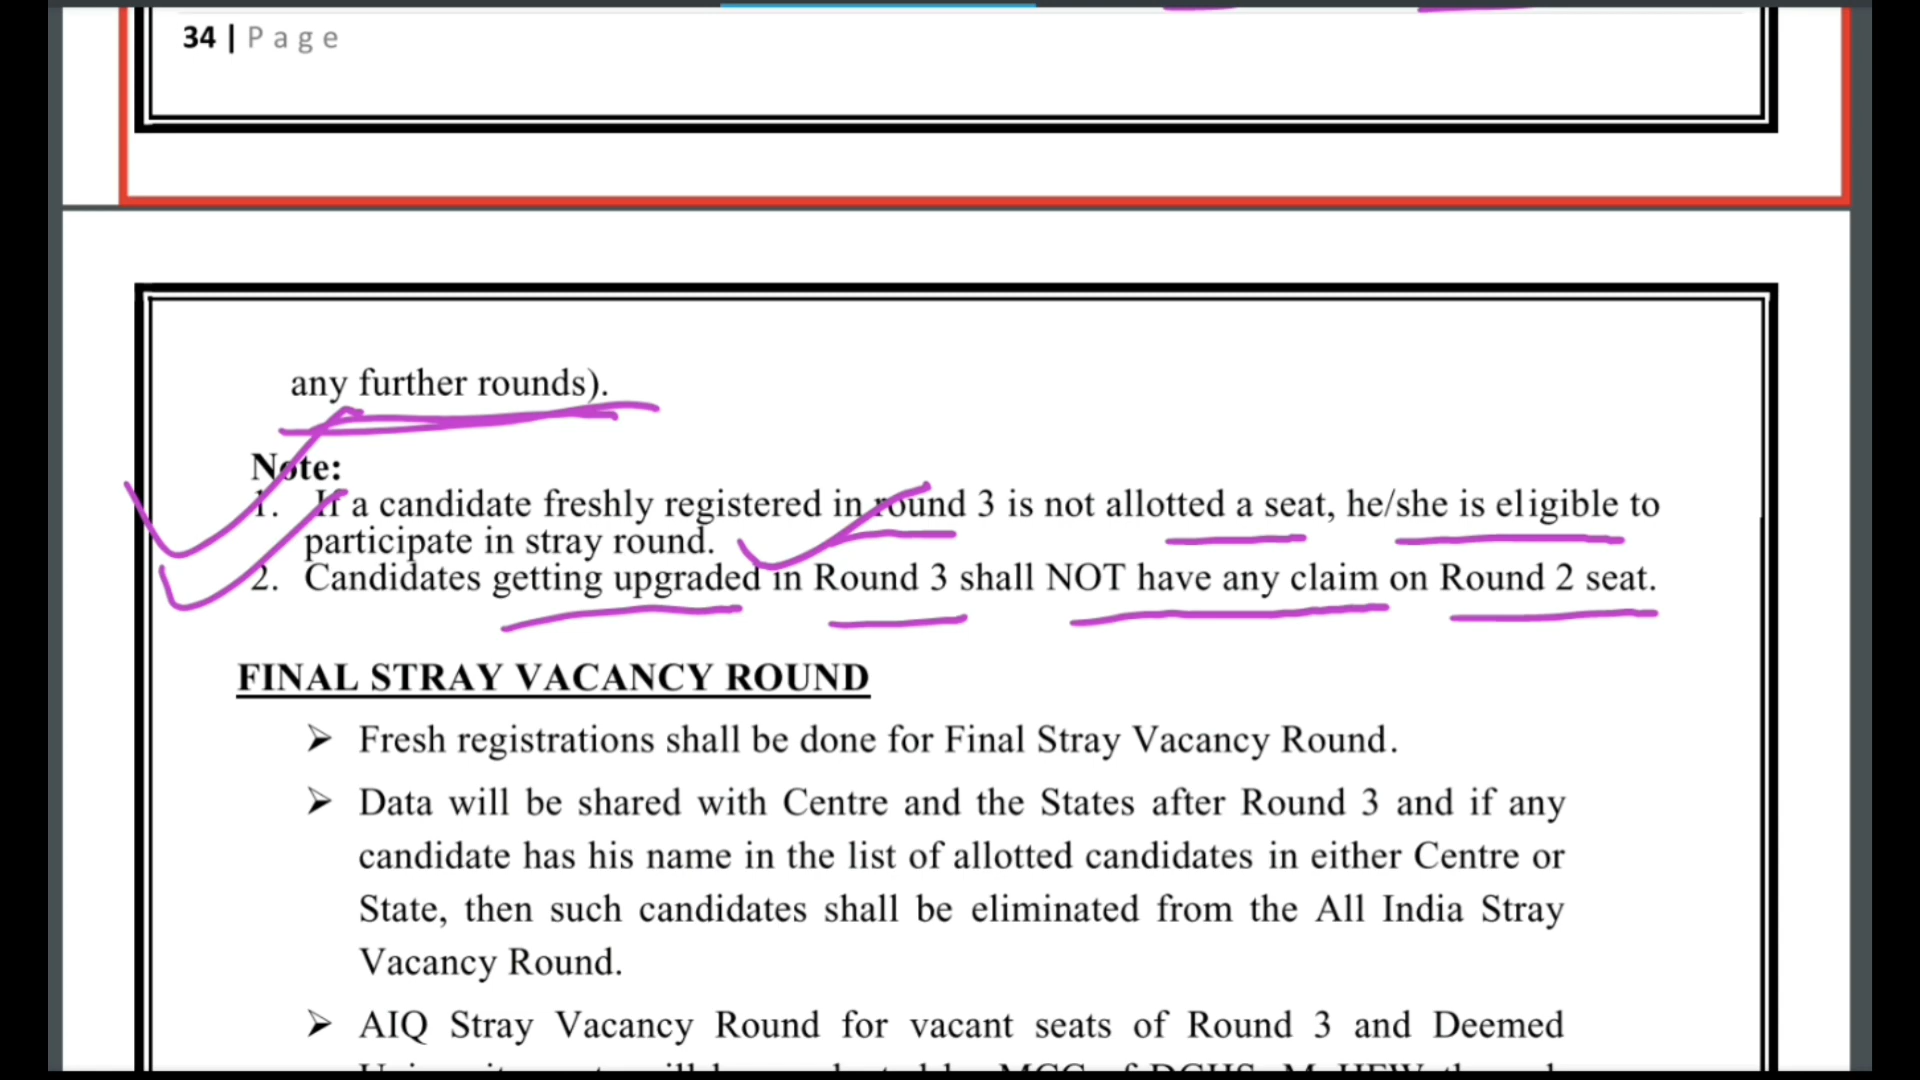 34 | Page
any further rounds).
Note:
1. If a candidate freshly registered in round 3 is not allotted a seat, he/she is eligible to
participate in stray round.
2. Candidates getting upgraded in Round 3 shall NOT have any claim on Round 2 seat.
FINAL STRAY VACANCY ROUND
➢ Fresh registrations shall be done for Final Stray Vacancy Round.
➢ Data will be shared with Centre and the States after Round 3 and if any
candidate has his name in the list of allotted candidates in either Centre or
State, then such candidates shall be eliminated from the All India Stray
Vacancy Round.
➢ AIQ Stray Vacancy Round for vacant seats of Round 3 and Deemed